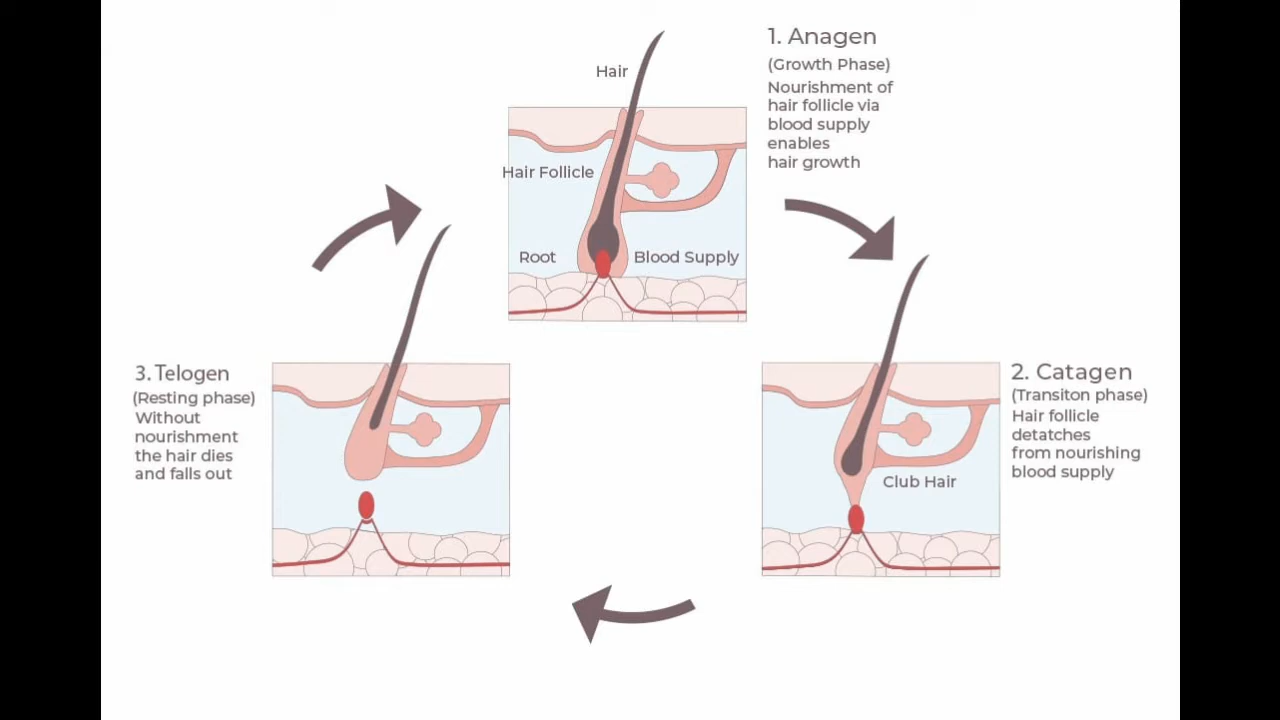 1. Anagen
(Growth Phase)
Nourishment of
hair follicle via
blood supply
enables
hair growth
Hair
Hair Follicle
Root
Blood Supply
2. Catagen
(Transiton phase)
Hair follicle
detatches
from nourishing
blood supply
Club Hair
3. Telogen
(Resting phase)
Without
nourishment
the hair dies
and falls out